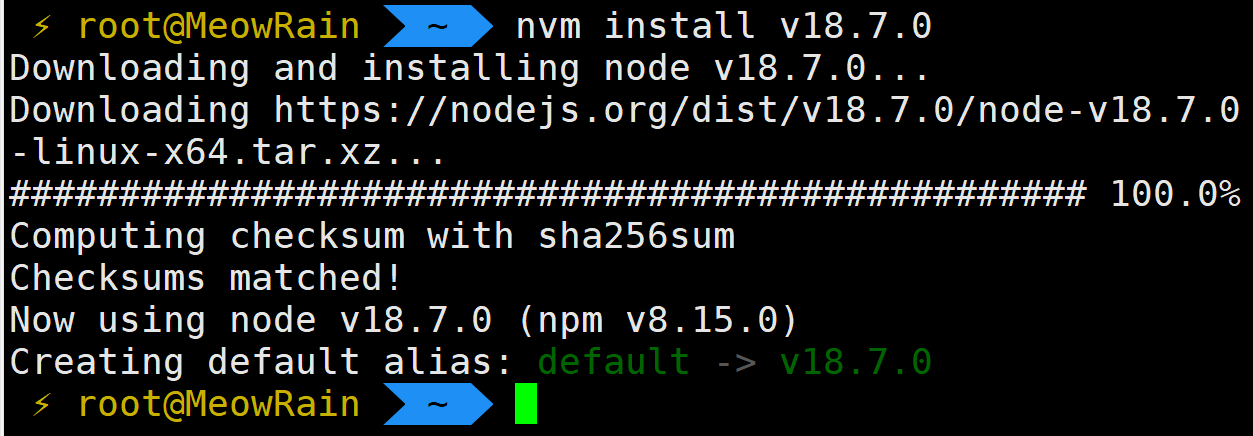 ⚡ root@MeowRain ~ nvm install v18.7.0
Downloading and installing node v18.7.0...
Downloading https://nodejs.org/dist/v18.7.0/node-v18.7.0
-linux-x64.tar.xz...
################################################# 100.0%
Computing checksum with sha256sum
Checksums matched!
Now using node v18.7.0 (npm v8.15.0)
Creating default alias: default -> v18.7.0
⚡ root@MeowRain ~